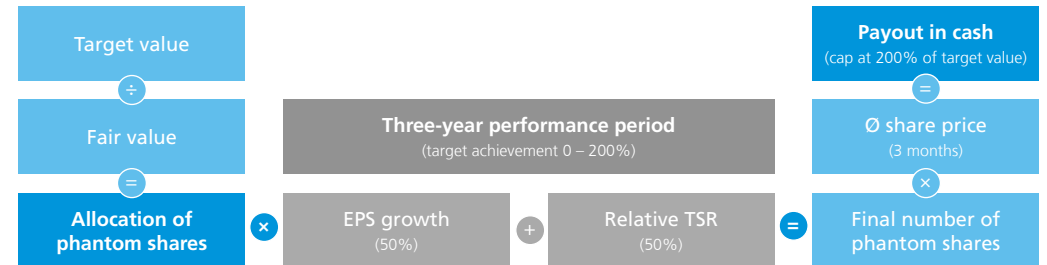 Target value
÷
Fair value
=
Allocation of
phantom shares
×
Three-year performance period
(target achievement 0 – 200%)
EPS growth
(50%)
+
Relative TSR
(50%)
=
Payout in cash
(cap at 200% of target value)
=
Ø share price
(3 months)
×
Final number of
phantom shares